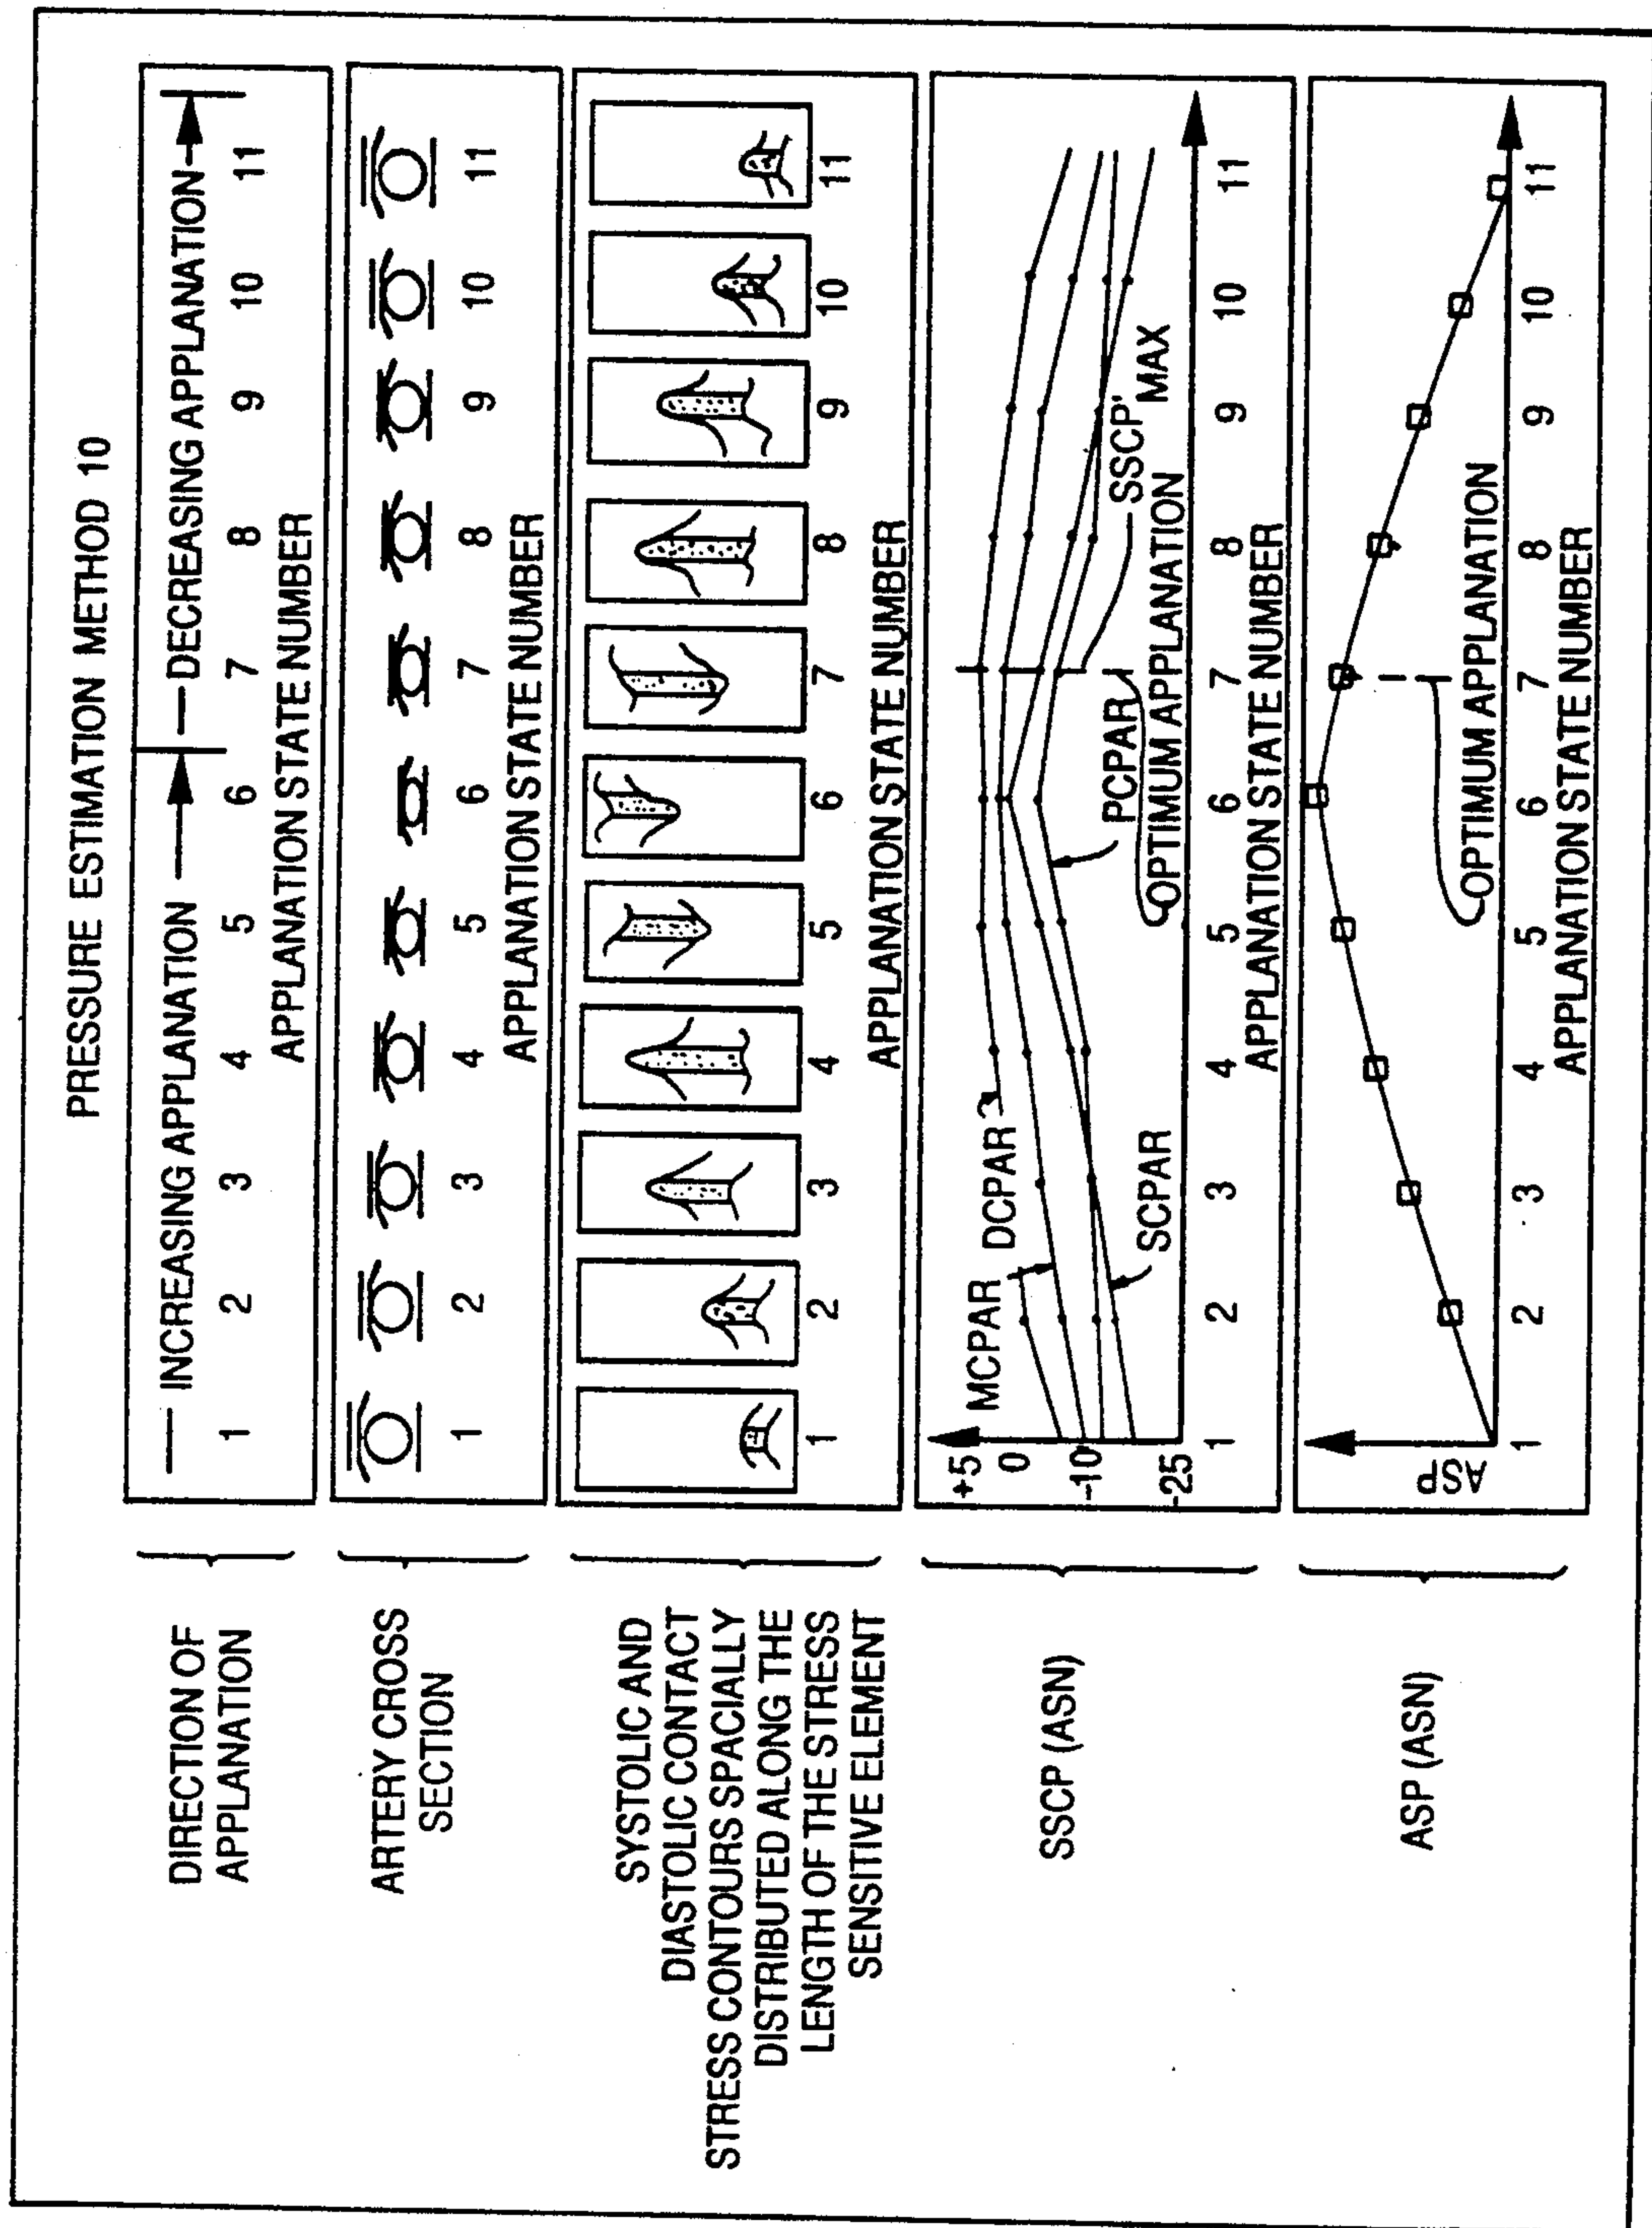 PRESSURE ESTIMATION METHOD 10
DIRECTION OF
APPLANATION
INCREASING APPLANATION
DECREASING APPLANATION
1 2 3 4 5 6 7 8 9 10 11
APPLANATION STATE NUMBER
ARTERY CROSS
SECTION
1 2 3 4 5 6 7 8 9 10 11
APPLANATION STATE NUMBER
SYSTOLIC AND
DIASTOLIC CONTACT
STRESS CONTOURS SPACIALLY
DISTRIBUTED ALONG THE
LENGTH OF THE STRESS
SENSITIVE ELEMENT
1 2 3 4 5 6 7 8 9 10 11
APPLANATION STATE NUMBER
SSCP (ASN)
+5
0
-10
-25
MCPAR
DCPAR
SCPAR
PCPAR
OPTIMUM APPLANATION
SSCP'
MAX
1 2 3 4 5 6 7 8 9 10 11
APPLANATION STATE NUMBER
ASP (ASN)
ASP
OPTIMUM APPLANATION
1 2 3 4 5 6 7 8 9 10 11
APPLANATION STATE NUMBER